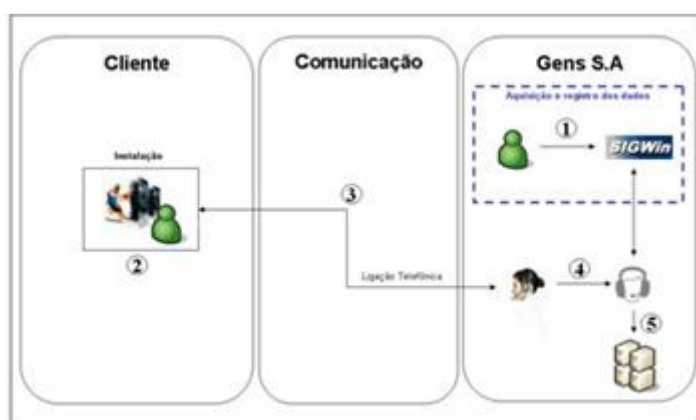 Cliente
Comunicação
Gens S.A
Aquisição e registro dos dados
1
SIGWin
Instalação
3
2
Ligação Telefônica
4
5